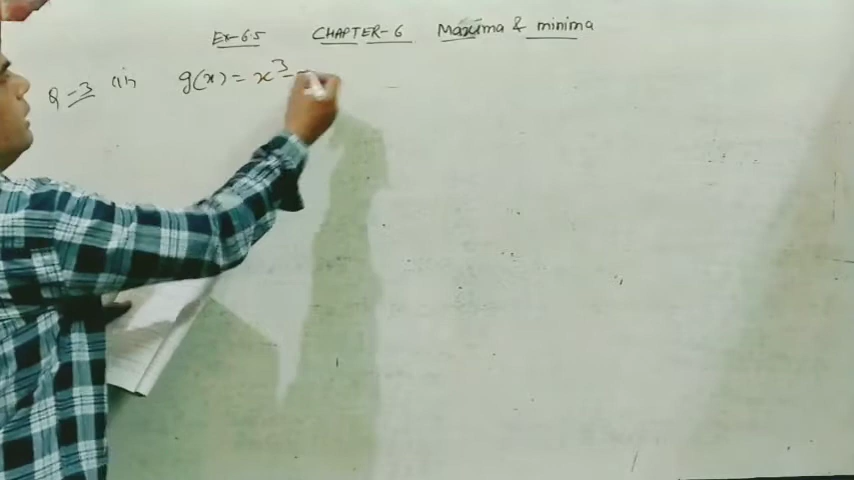 Ex-6.5 CHAPTER-6 Maxima & minima
Q-3 (ii) g(x) = x³-